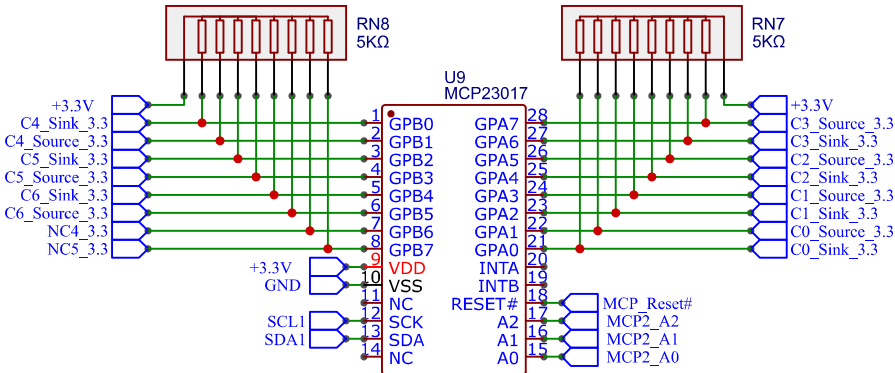 RN8
5KΩ
RN7
5KΩ
U9
MCP23017
+3.3V
C4_Sink_3.3
C4_Source_3.3
C5_Sink_3.3
C5_Source_3.3
C6_Sink_3.3
C6_Source_3.3
NC4_3.3
NC5_3.3
+3.3V
GND
SCL1
SDA1
1 GPB0
2 GPB1
3 GPB2
4 GPB3
5 GPB4
6 GPB5
7 GPB6
8 GPB7
9 VDD
10 VSS
11 NC
12 SCK
13 SDA
14 NC
GPA7 28
GPA6 27
GPA5 26
GPA4 25
GPA3 24
GPA2 23
GPA1 22
GPA0 21
INTA 20
INTB 19
RESET# 18
A2 17
A1 16
A0 15
+3.3V
C3_Source_3.3
C3_Sink_3.3
C2_Source_3.3
C2_Sink_3.3
C1_Source_3.3
C1_Sink_3.3
C0_Source_3.3
C0_Sink_3.3
MCP_Reset#
MCP2_A2
MCP2_A1
MCP2_A0